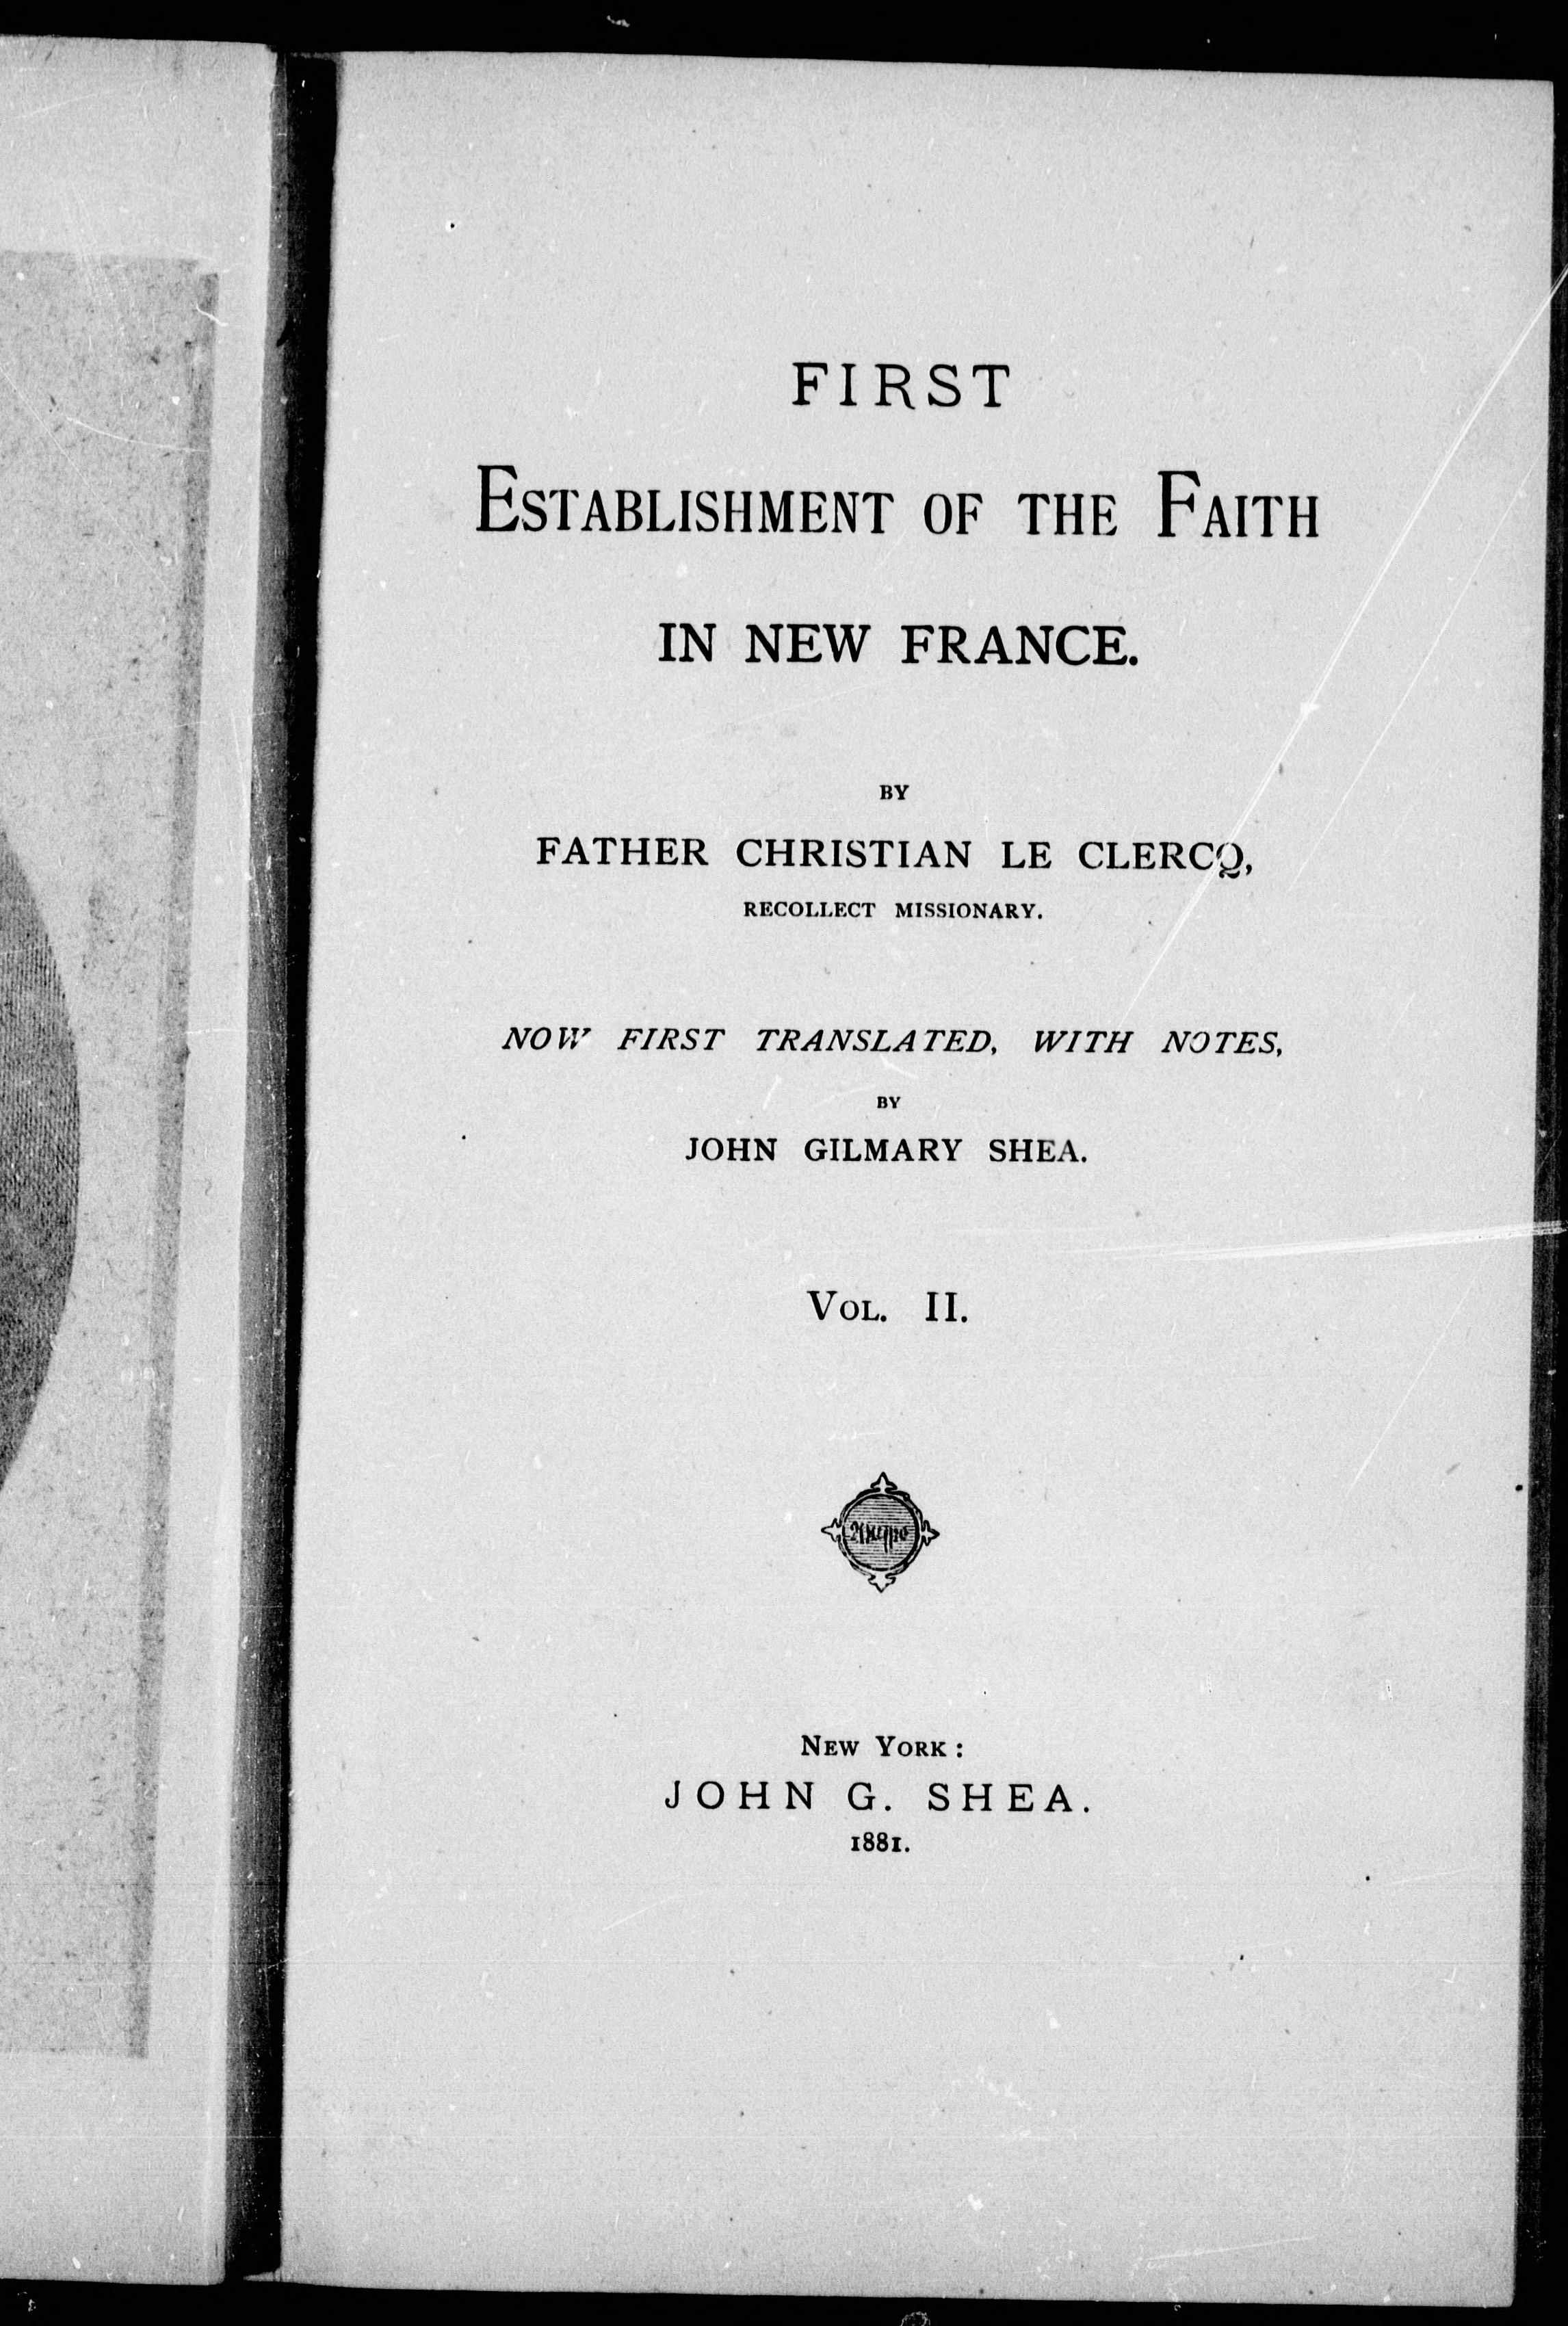 FIRST
ESTABLISHMENT OF THE FAITH
IN NEW FRANCE.
BY
FATHER CHRISTIAN LE CLERCQ,
RECOLLECT MISSIONARY.
NOW FIRST TRANSLATED, WITH NOTES,
BY
JOHN GILMARY SHEA.
VOL. II.
NEW YORK:
JOHN G. SHEA.
1881.